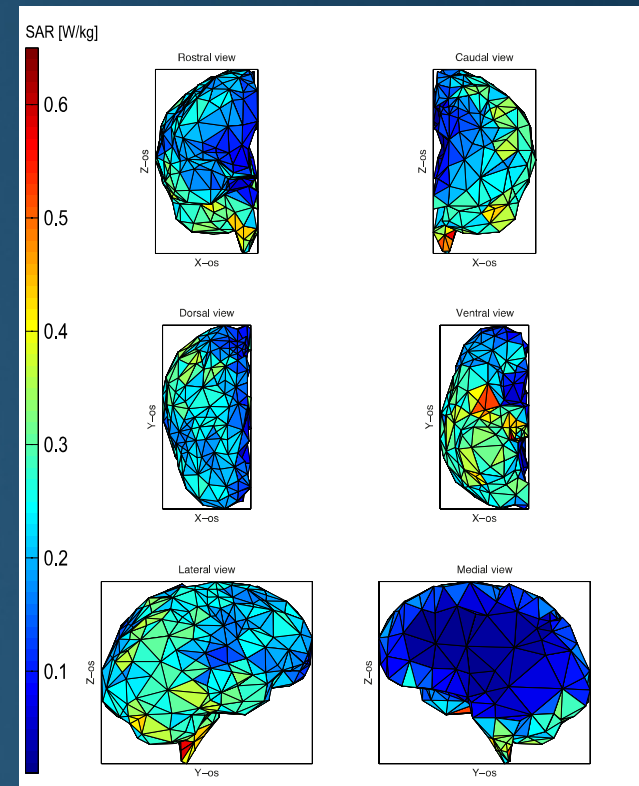 SAR [W/kg]
0.6
0.5
0.4
0.3
0.2
0.1
Rostral view
Z–os
X–os
Caudal view
Z–os
X–os
Dorsal view
Y–os
X–os
Ventral view
Y–os
X–os
Lateral view
Z–os
Y–os
Medial view
Z–os
Y–os